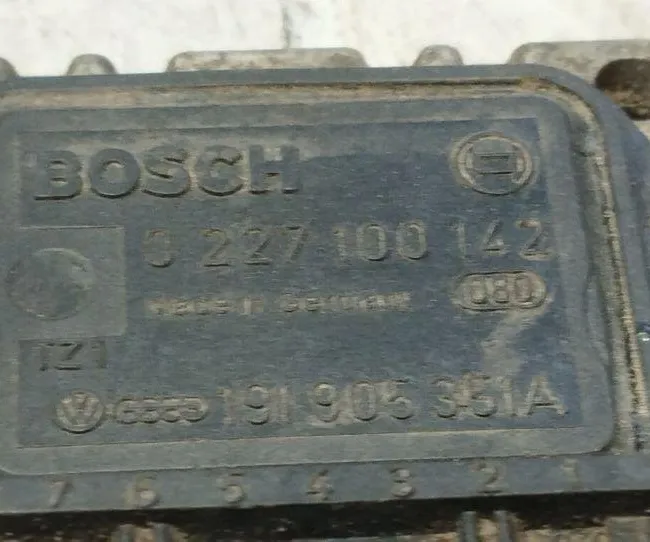 BOSCH
0 227 100 142
Made in Germany 080
TZ1
191 905 351A
7 6 5 4 3 2 1